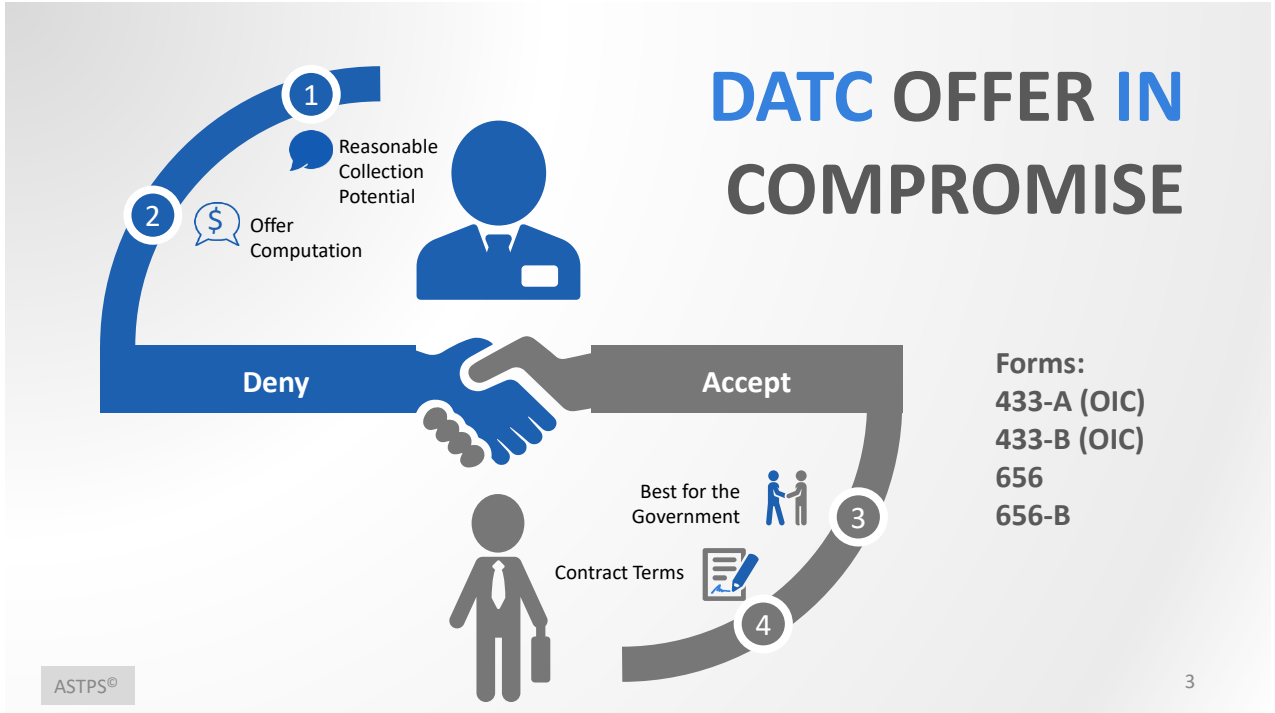 DATC OFFER IN
COMPROMISE
1
Reasonable
Collection
Potential
2
$
Offer
Computation
Deny
Accept
Forms:
433-A (OIC)
433-B (OIC)
656
656-B
Best for the
Government
3
Contract Terms
4
ASTPS©
3